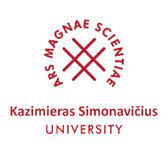 ARS MAGNAE SCIENTIAE
Kazimieras Simonavičius
UNIVERSITY